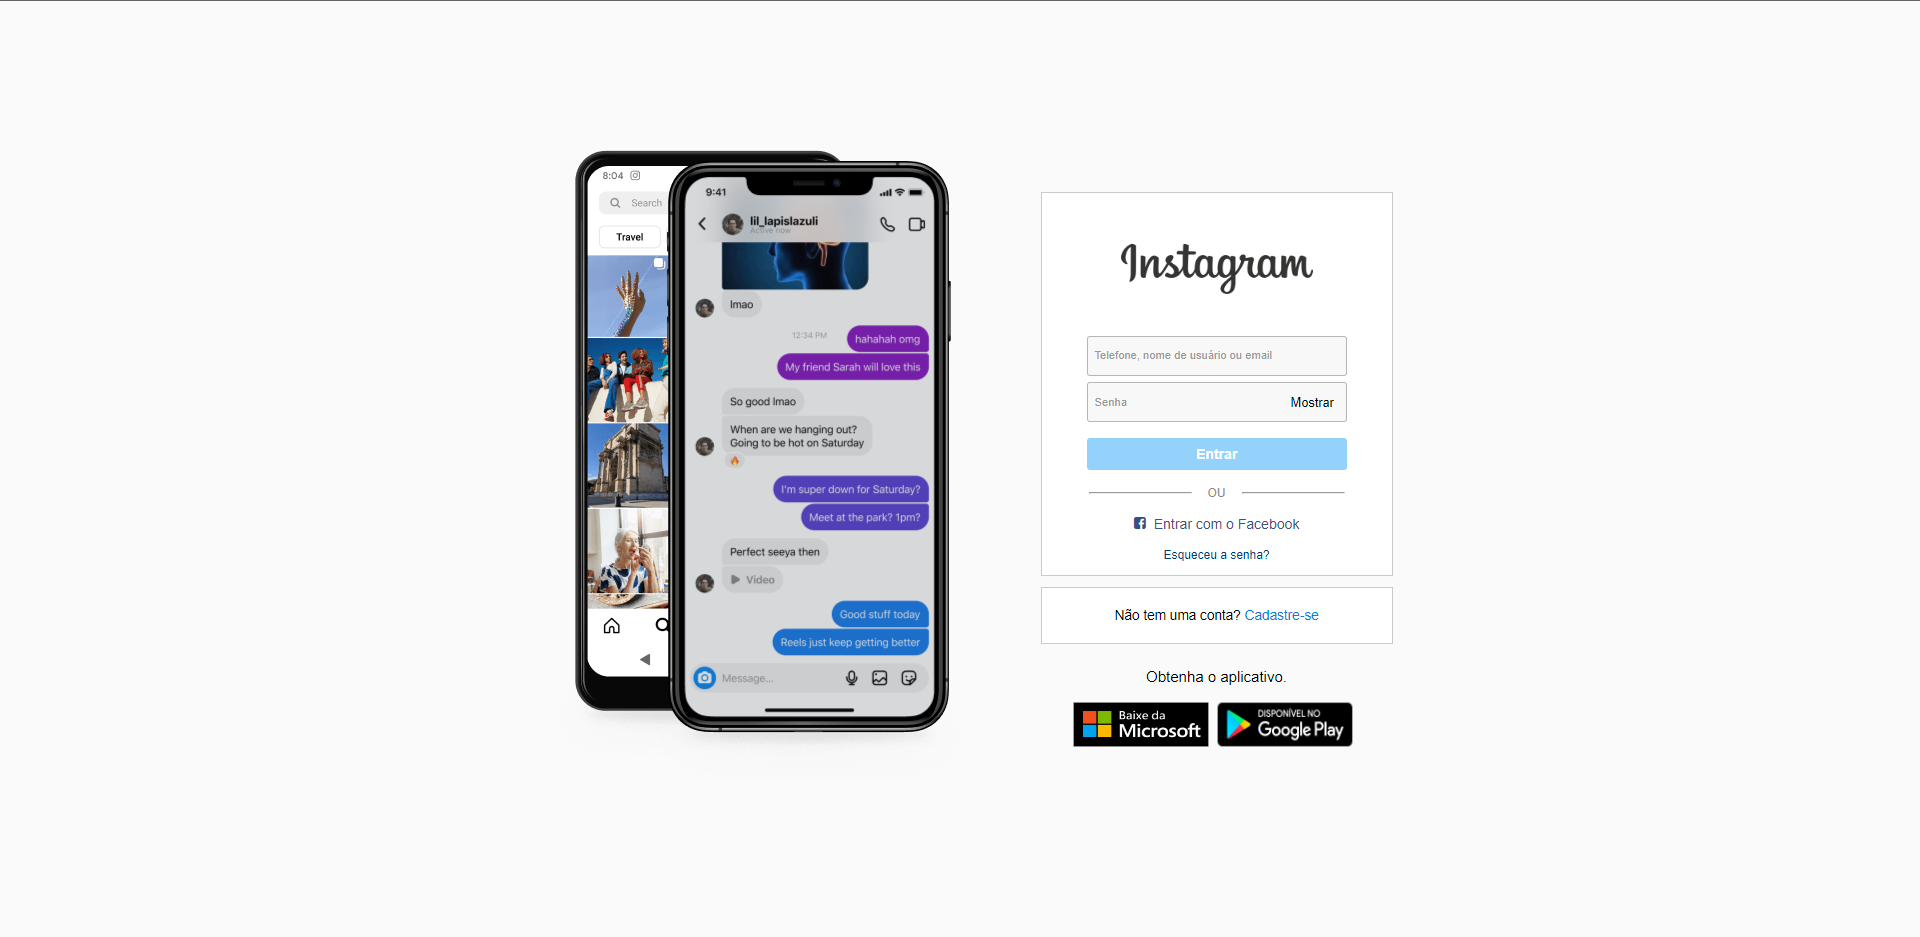 8:04
Search
Travel
9:41
lil_lapislazuli
Active now
lmao
12:34 PM
hahahah omg
My friend Sarah will love this
So good lmao
When are we hanging out?
Going to be hot on Saturday
I'm super down for Saturday?
Meet at the park? 1pm?
Perfect seeya then
Video
Good stuff today
Reels just keep getting better
Message...
Instagram
Telefone, nome de usuário ou email
Senha
Mostrar
Entrar
OU
Entrar com o Facebook
Esqueceu a senha?
Não tem uma conta? Cadastre-se
Obtenha o aplicativo.
Baixe da
Microsoft
DISPONÍVEL NO
Google Play